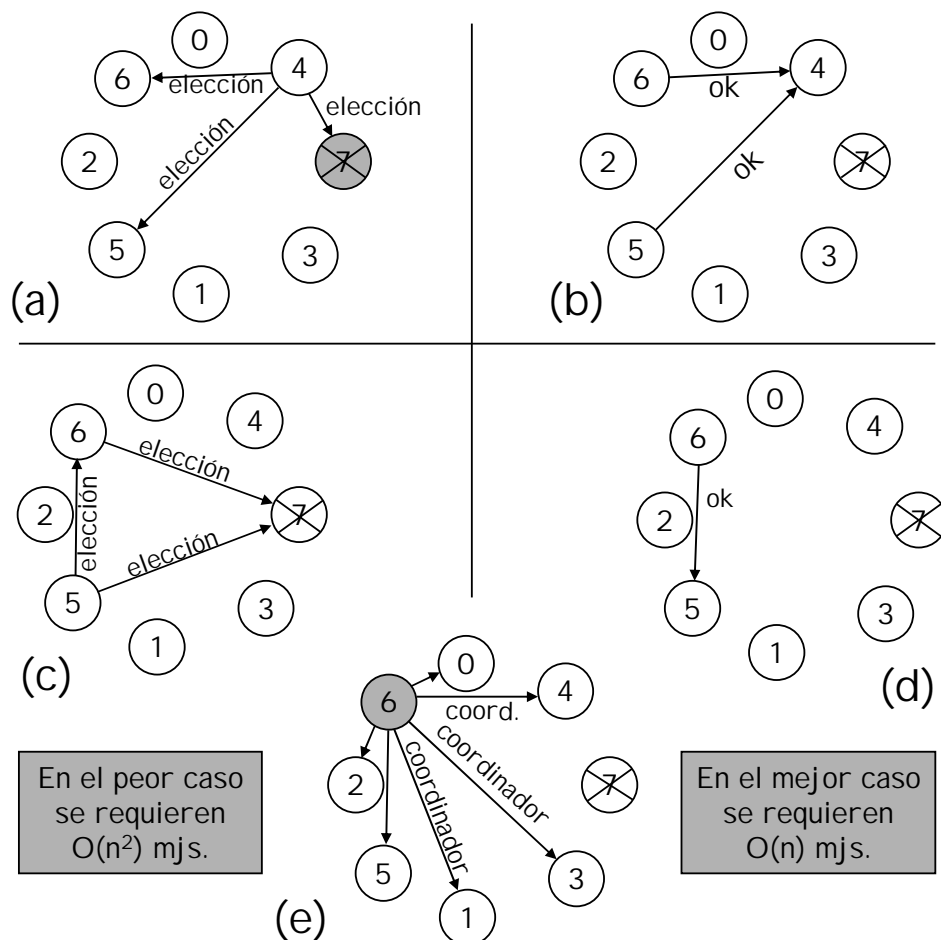 0
6
4
elección
elección
elección
2
7
5
3
1
(a)
0
6
4
ok
2
7
ok
5
3
1
(b)
0
6
4
elección
2
elección
7
elección
5
3
1
(c)
0
6
4
2
ok
7
5
3
1
(d)
0
6
4
coord.
2
coordinador
coordinador
7
5
3
1
(e)
En el peor caso
se requieren
O(n²) mjs.
En el mejor caso
se requieren
O(n) mjs.